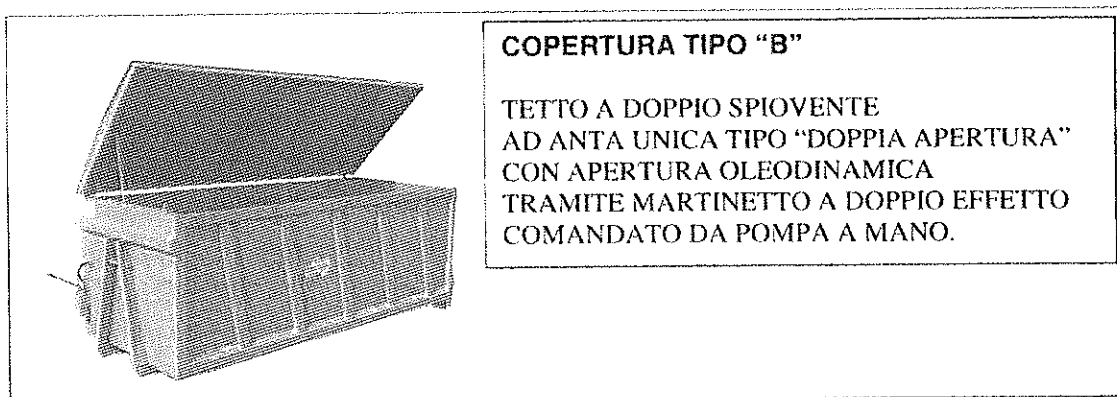 COPERTURA TIPO "B"
TETTO A DOPPIO SPIOVENTE
AD ANTA UNICA TIPO "DOPPIA APERTURA"
CON APERTURA OLEODINAMICA
TRAMITE MARTINETTO A DOPPIO EFFETTO
COMANDATO DA POMPA A MANO.